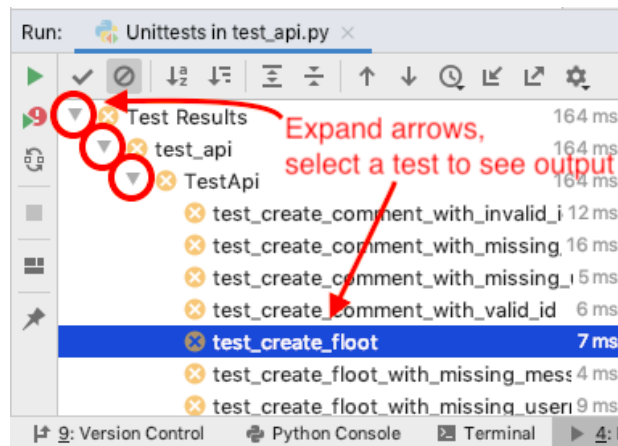 Run: Unittests in test_api.py
9
Test Results 164 ms
Expand arrows,
test_api 164 ms
select a test to see output
TestApi 164 ms
test_create_comment_with_invalid_i 12 ms
test_create_comment_with_missing_ 16 ms
test_create_comment_with_missing_ 5 ms
test_create_comment_with_valid_id 6 ms
test_create_floot 7 ms
test_create_floot_with_missing_mess 4 ms
test_create_floot_with_missing_user 9 ms
9: Version Control Python Console Terminal 4: